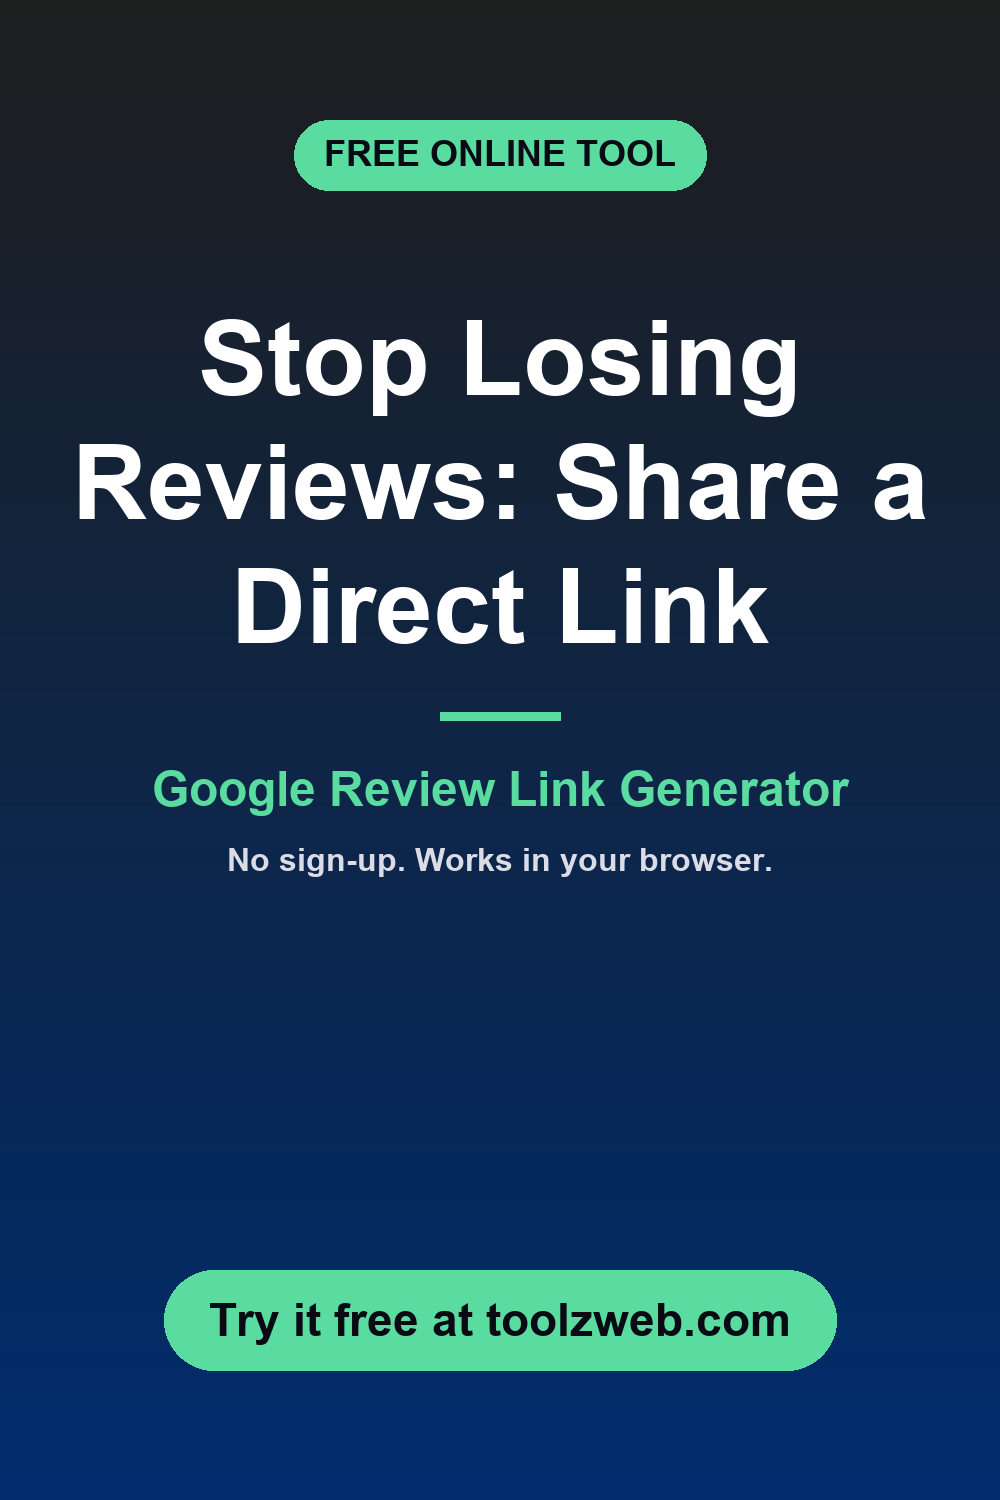 FREE ONLINE TOOL
Stop Losing
Reviews: Share a
Direct Link
Google Review Link Generator
No sign-up. Works in your browser.
Try it free at toolzweb.com